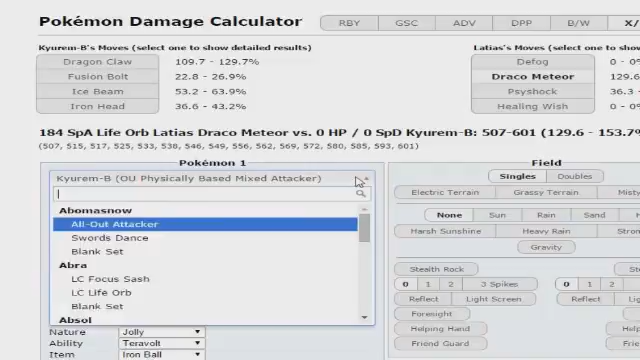 Pokémon Damage Calculator
RBY GSC ADV DPP B/W X/
Kyurem-B's Moves (select one to show detailed results)
Latias's Moves (select one to show detailed results)
Dragon Claw 109.7 - 129.7%
Defog 0 - 0%
Fusion Bolt 22.8 - 26.9%
Draco Meteor 129.6
Ice Beam 53.2 - 63.9%
Psyshock 36.3
Iron Head 36.6 - 43.2%
Healing Wish 0 - 0%
184 SpA Life Orb Latias Draco Meteor vs. 0 HP / 0 SpD Kyurem-B: 507-601 (129.6 - 153.7%
(507, 515, 517, 525, 533, 538, 546, 549, 556, 562, 569, 572, 580, 585, 593, 601)
Pokémon 1
Kyurem-B (OU Physically Based Mixed Attacker)
Abomasnow
All-Out Attacker
Swords Dance
Blank Set
Abra
LC Focus Sash
LC Life Orb
Blank Set
Absol
Nature: Jolly
Ability Teravolt
Item Iron Ball
Field
Singles Doubles
Electric Terrain Grassy Terrain Misty
None Sun Rain Sand
Harsh Sunshine Heavy Rain Stron
Gravity
Stealth Rock Ste
0 1 2 3 Spikes 0 1 2
Reflect Light Screen Reflect
Foresight
Helping Hand Helpin
Friend Guard Frien